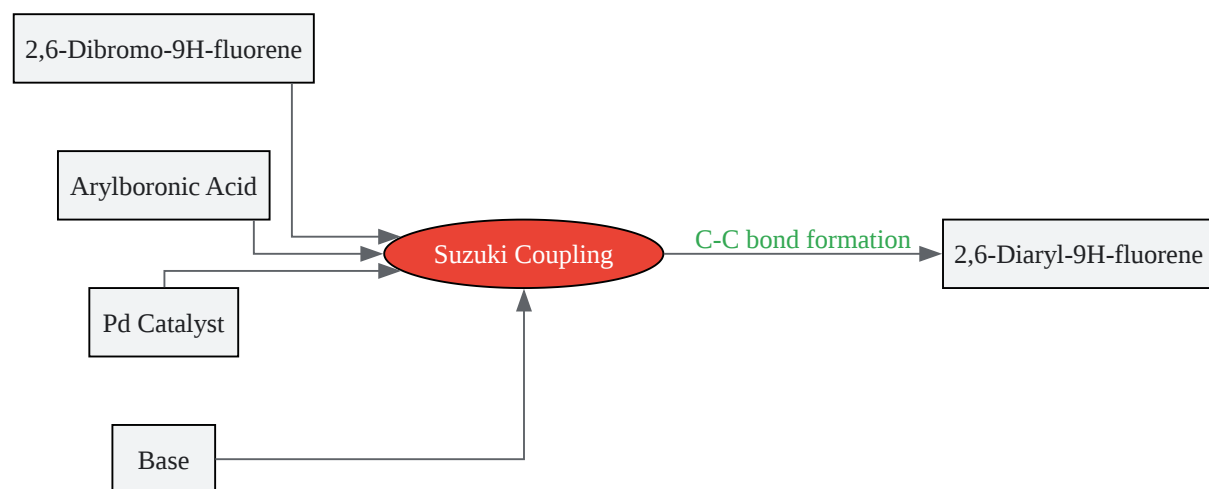 2,6-Dibromo-9H-fluorene
Arylboronic Acid
Pd Catalyst
Base
Suzuki Coupling
C-C bond formation
2,6-Diaryl-9H-fluorene